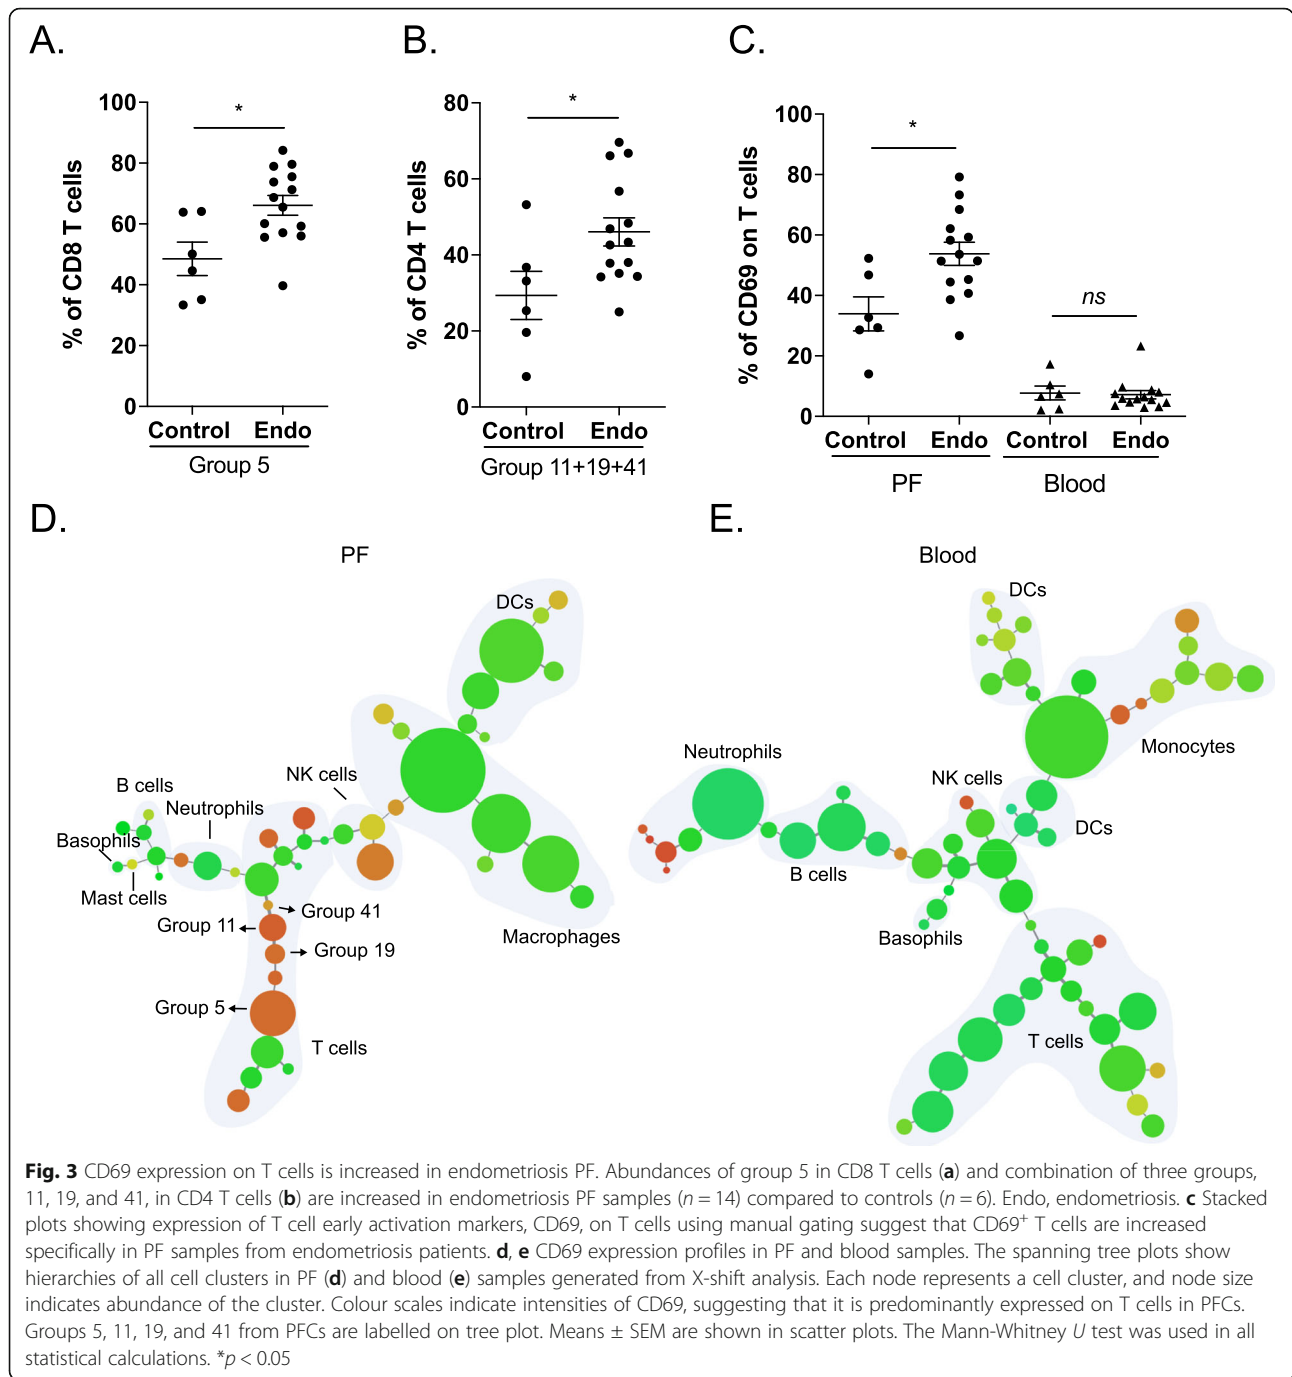 A.
B.
C.
% of CD8 T cells
100
80
60
40
20
0
*
Control Endo
Group 5
% of CD4 T cells
80
60
40
20
0
*
Control Endo
Group 11+19+41
% of CD69 on T cells
100
80
60
40
20
0
*
ns
Control Endo Control Endo
PF Blood
D.
E.
PF
DCs
NK cells
B cells
Neutrophils
Basophils
Mast cells
Group 41
Group 11
Group 19
Macrophages
Group 5
T cells
Blood
DCs
Neutrophils
Monocytes
NK cells
DCs
B cells
Basophils
T cells
Fig. 3 CD69 expression on T cells is increased in endometriosis PF. Abundances of group 5 in CD8 T cells (a) and combination of three groups,
11, 19, and 41, in CD4 T cells (b) are increased in endometriosis PF samples (n = 14) compared to controls (n = 6). Endo, endometriosis. c Stacked
plots showing expression of T cell early activation markers, CD69, on T cells using manual gating suggest that CD69⁺ T cells are increased
specifically in PF samples from endometriosis patients. d, e CD69 expression profiles in PF and blood samples. The spanning tree plots show
hierarchies of all cell clusters in PF (d) and blood (e) samples generated from X-shift analysis. Each node represents a cell cluster, and node size
indicates abundance of the cluster. Colour scales indicate intensities of CD69, suggesting that it is predominantly expressed on T cells in PFCs.
Groups 5, 11, 19, and 41 from PFCs are labelled on tree plot. Means ± SEM are shown in scatter plots. The Mann-Whitney U test was used in all
statistical calculations. *p < 0.05